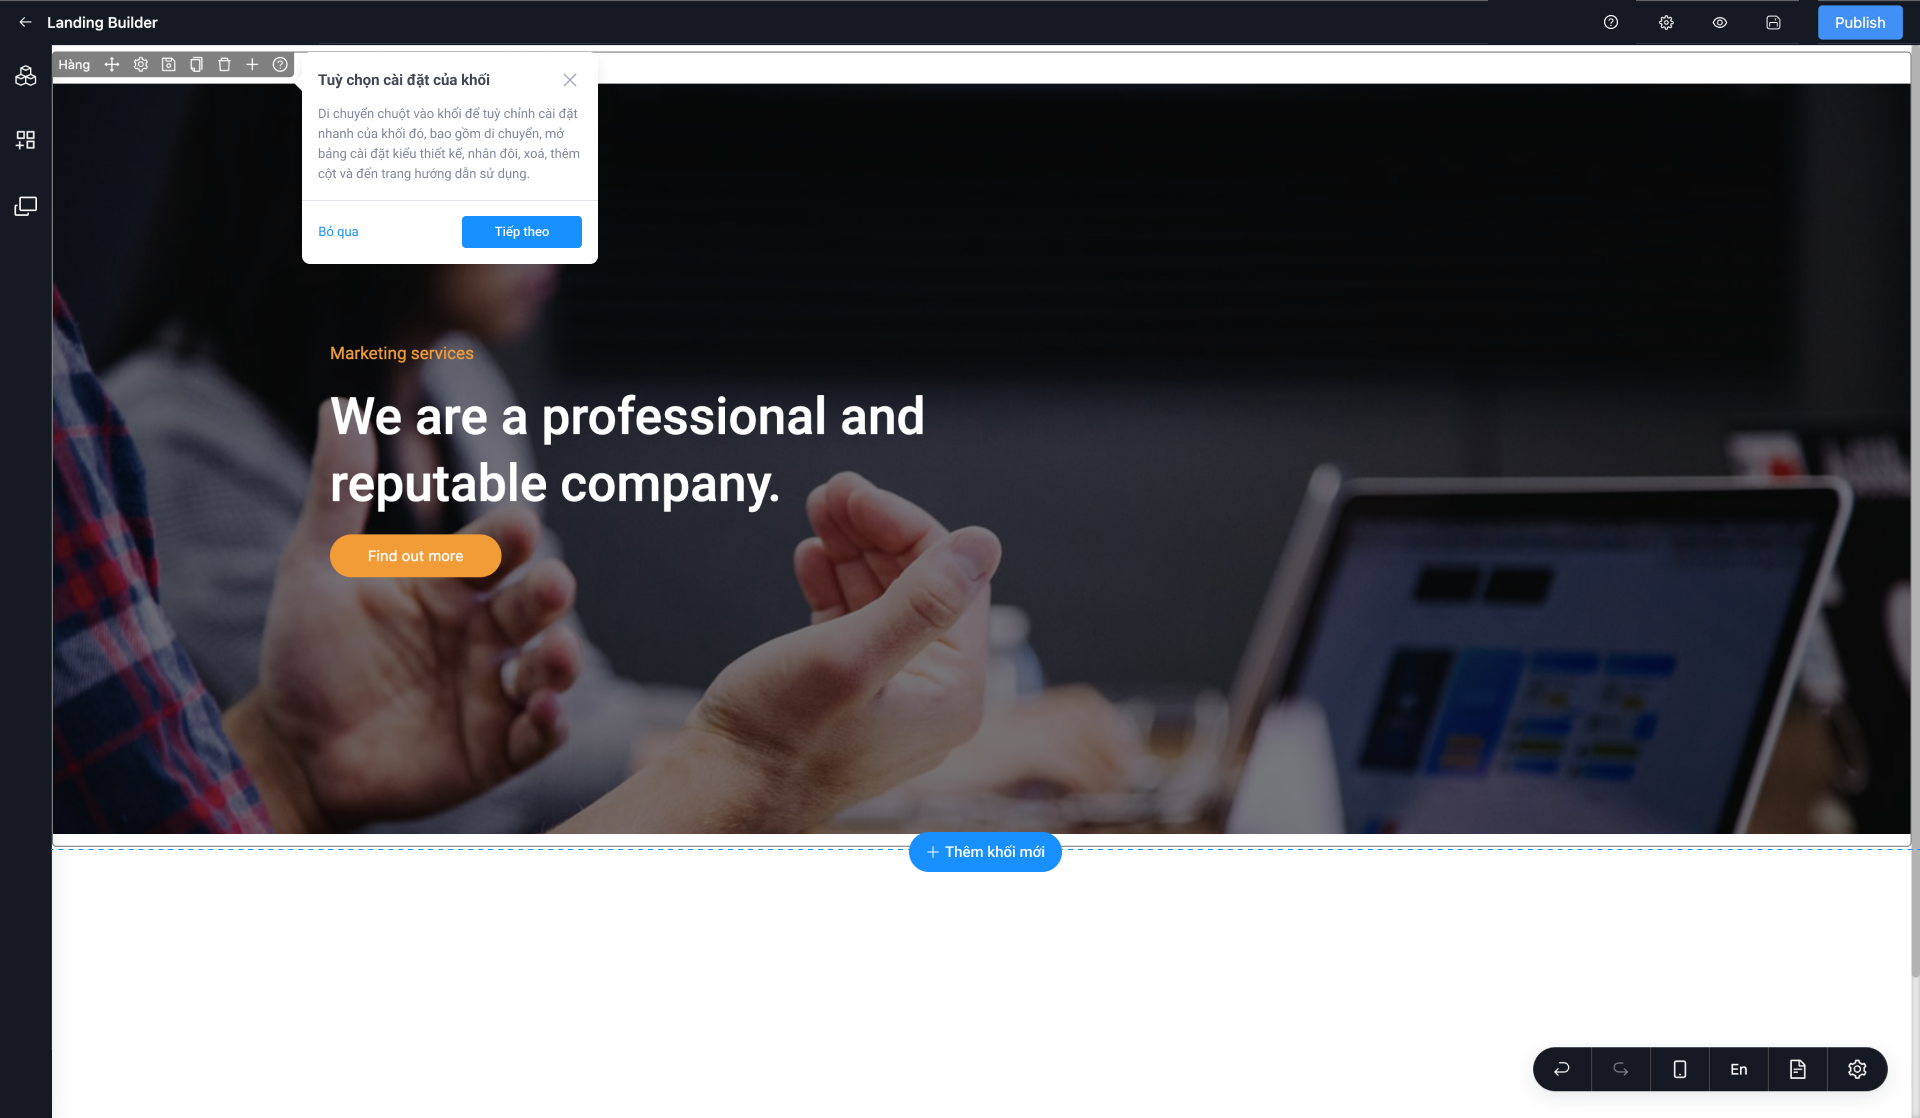 Landing Builder
Publish
Hàng
Tuỳ chọn cài đặt của khối
Di chuyển chuột vào khối để tuỳ chỉnh cài đặt
nhanh của khối đó, bao gồm di chuyển, mở
bảng cài đặt kiểu thiết kế, nhân đôi, xoá, thêm
cột và đến trang hướng dẫn sử dụng.
Bỏ qua
Tiếp theo
Marketing services
We are a professional and
reputable company.
Find out more
Thêm khối mới
En